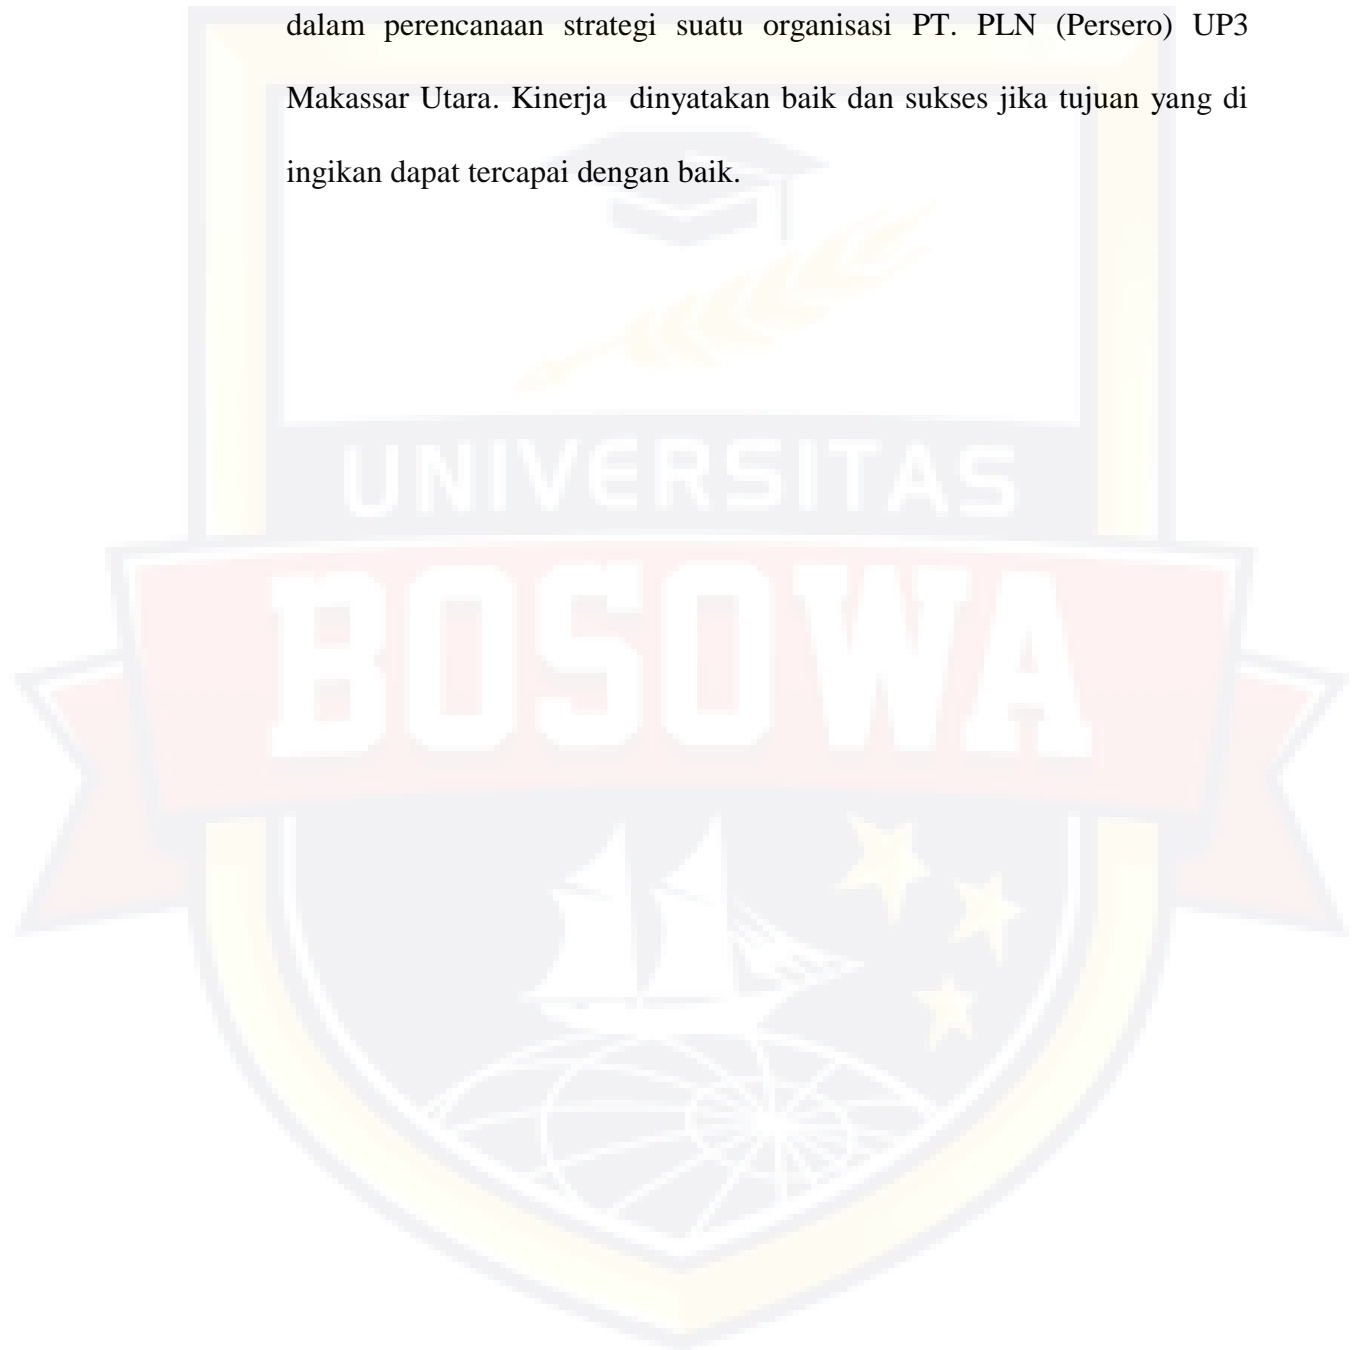 dalam perencanaan strategi suatu organisasi PT. PLN (Persero) UP3
Makassar Utara. Kinerja dinyatakan baik dan sukses jika tujuan yang di
ingikan dapat tercapai dengan baik.
UNIVERSITAS
BOSOWA